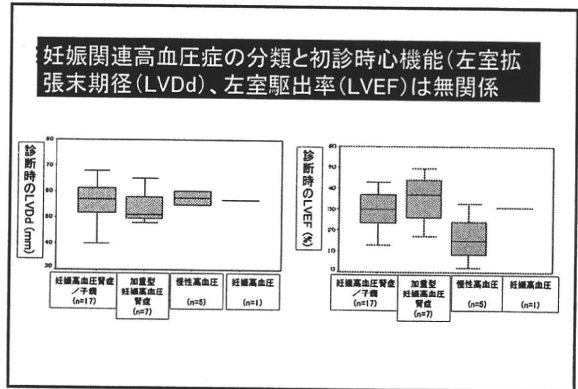 妊娠関連高血圧症の分類と初診時心機能(左室拡
張末期径(LVDd)、左室駆出率(LVEF)は無関係
診断時のLVDd(mm)
80
70
60
50
40
30
妊娠高血圧腎症
/子癇
(n=17)
加重型
妊娠高血圧
腎症
(n=7)
慢性高血圧
(n=5)
妊娠高血圧
(n=1)
診断時のLVEF(%)
60
50
40
30
20
10
0
妊娠高血圧腎症
/子癇
(n=17)
加重型
妊娠高血圧
腎症
(n=7)
慢性高血圧
(n=5)
妊娠高血圧
(n=1)